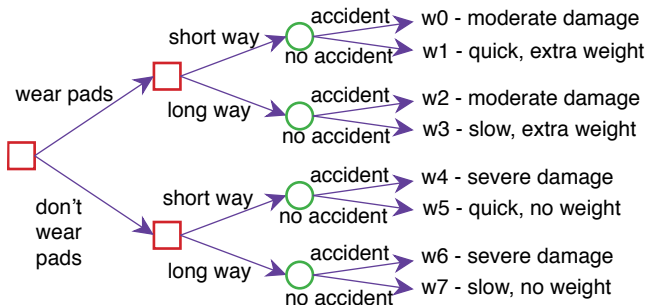 accident
w0 - moderate damage
short way
no accident
w1 - quick, extra weight
wear pads
accident
w2 - moderate damage
long way
no accident
w3 - slow, extra weight
accident
w4 - severe damage
short way
no accident
w5 - quick, no weight
don't
wear
pads
accident
w6 - severe damage
long way
no accident
w7 - slow, no weight